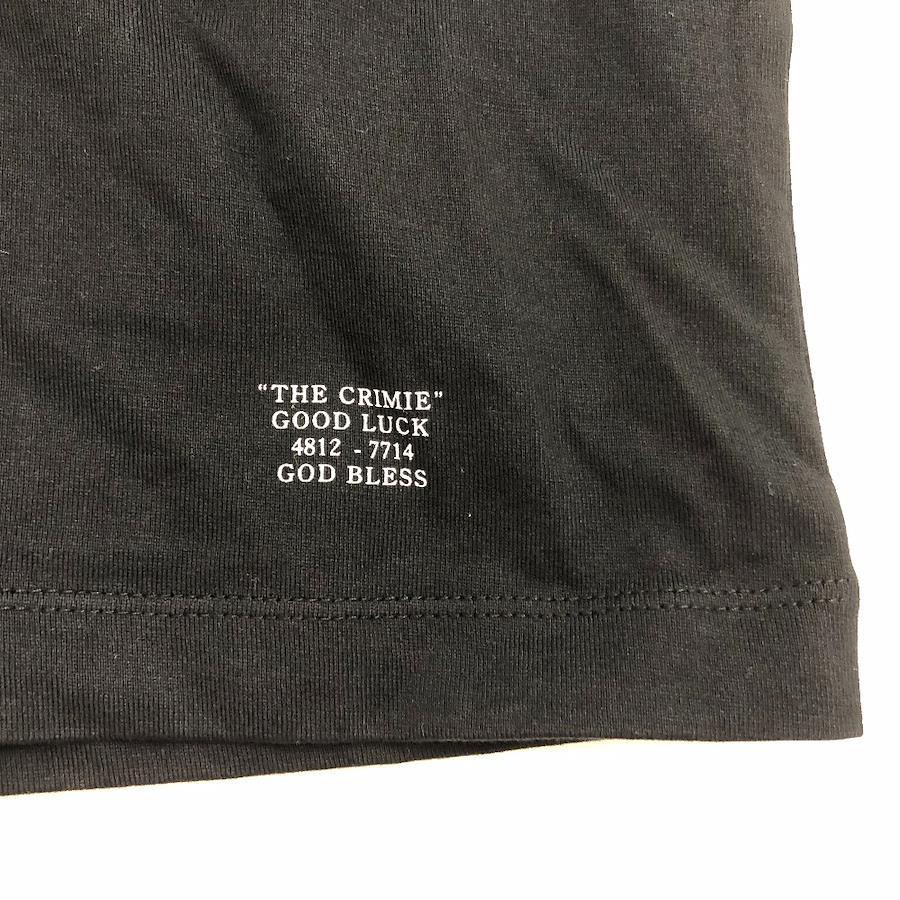 “THE CRIMIE”
GOOD LUCK
4812 - 7714
GOD BLESS